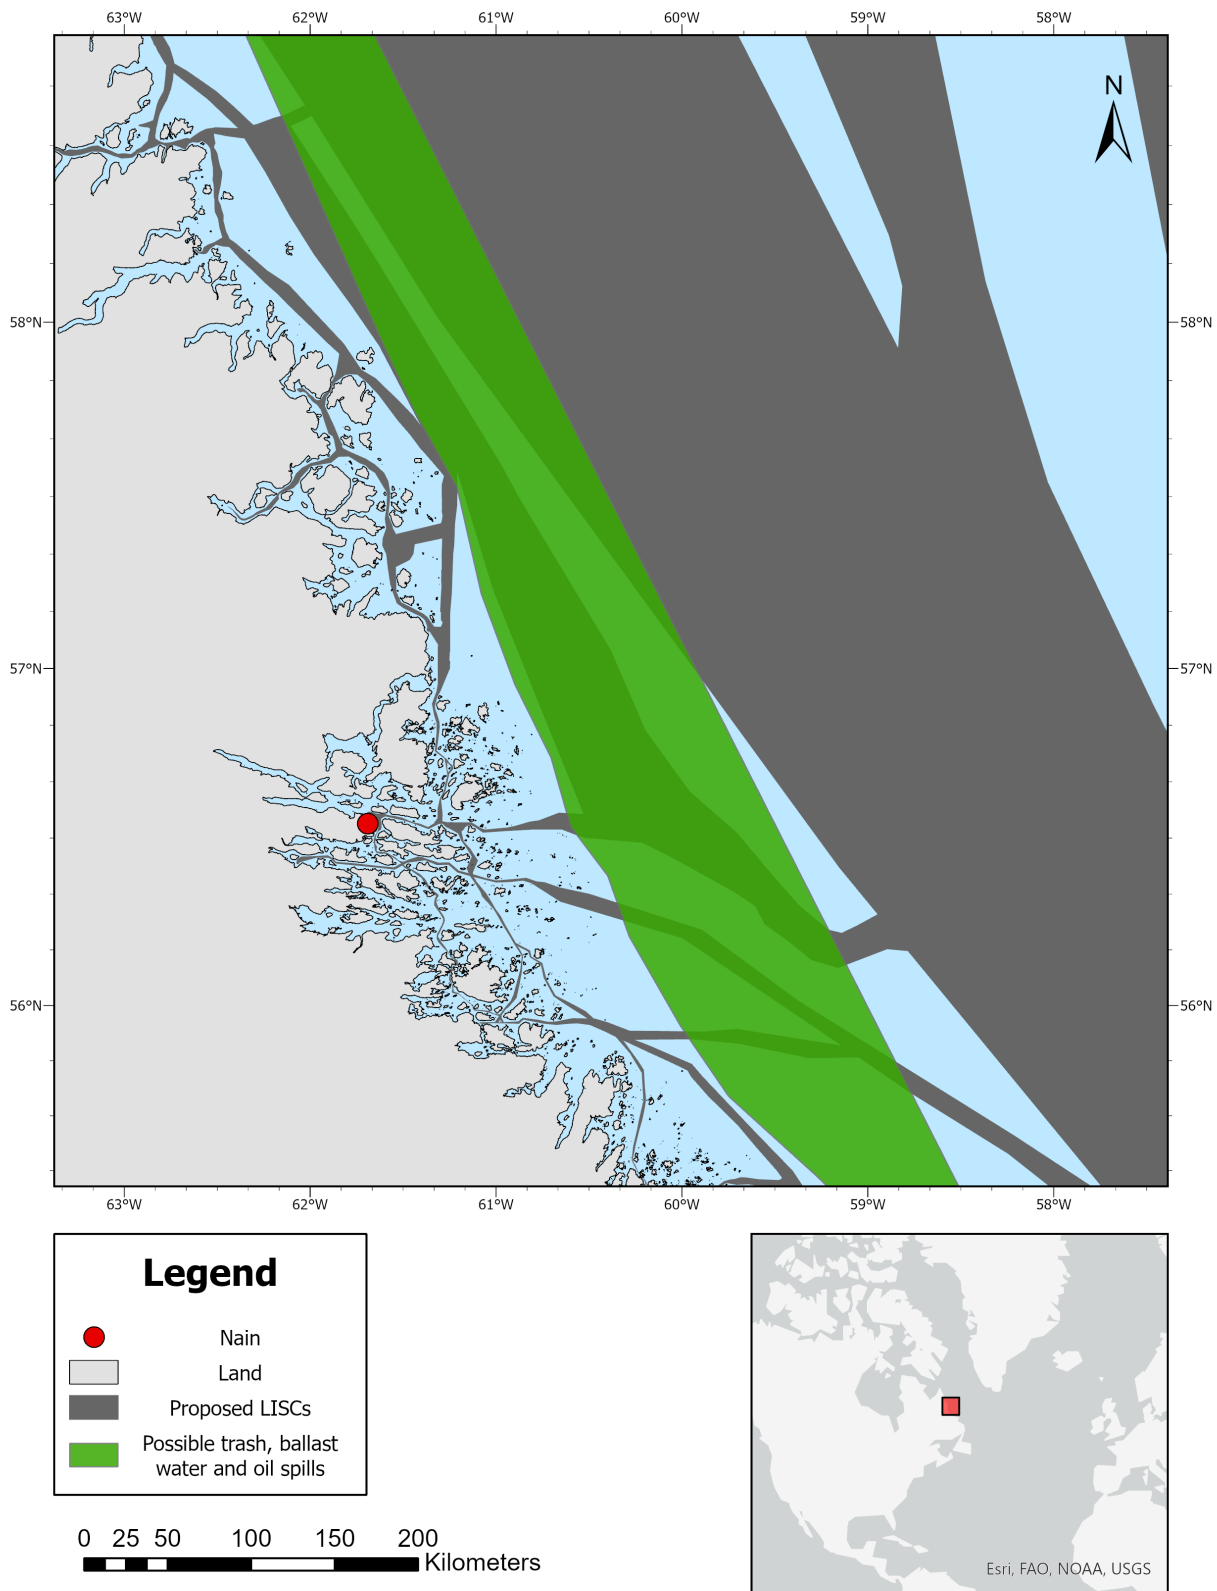 63°W 62°W 61°W 60°W 59°W 58°W
N
58°N 58°N
57°N 57°N
56°N 56°N
63°W 62°W 61°W 60°W 59°W 58°W
Legend
Nain
Land
Proposed LISCs
Possible trash, ballast
water and oil spills
0 25 50 100 150 200
Kilometers
Esri, FAO, NOAA, USGS